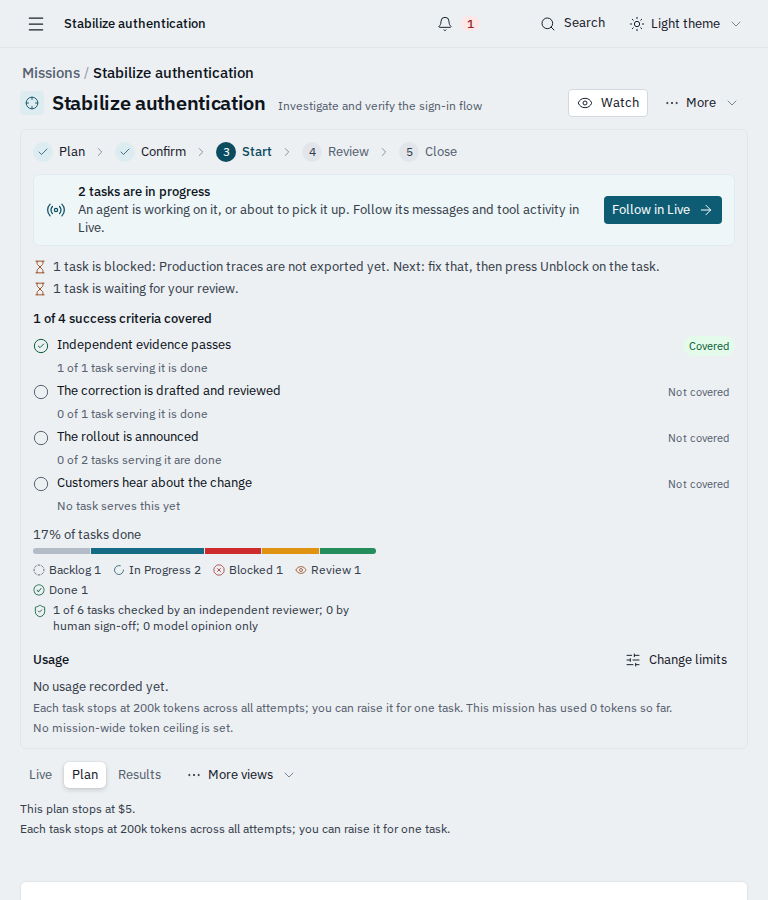 Stabilize authentication
1
Search
Light theme
Missions / Stabilize authentication
Stabilize authentication
Investigate and verify the sign-in flow
Watch
More
Plan
Confirm
3 Start
4 Review
5 Close
2 tasks are in progress
An agent is working on it, or about to pick it up. Follow its messages and tool activity in
Live.
Follow in Live
1 task is blocked: Production traces are not exported yet. Next: fix that, then press Unblock on the task.
1 task is waiting for your review.
1 of 4 success criteria covered
Independent evidence passes
Covered
1 of 1 task serving it is done
The correction is drafted and reviewed
Not covered
0 of 1 task serving it is done
The rollout is announced
Not covered
0 of 2 tasks serving it are done
Customers hear about the change
Not covered
No task serves this yet
17% of tasks done
Backlog 1
In Progress 2
Blocked 1
Review 1
Done 1
1 of 6 tasks checked by an independent reviewer; 0 by
human sign-off; 0 model opinion only
Usage
Change limits
No usage recorded yet.
Each task stops at 200k tokens across all attempts; you can raise it for one task. This mission has used 0 tokens so far.
No mission-wide token ceiling is set.
Live
Plan
Results
More views
This plan stops at $5.
Each task stops at 200k tokens across all attempts; you can raise it for one task.